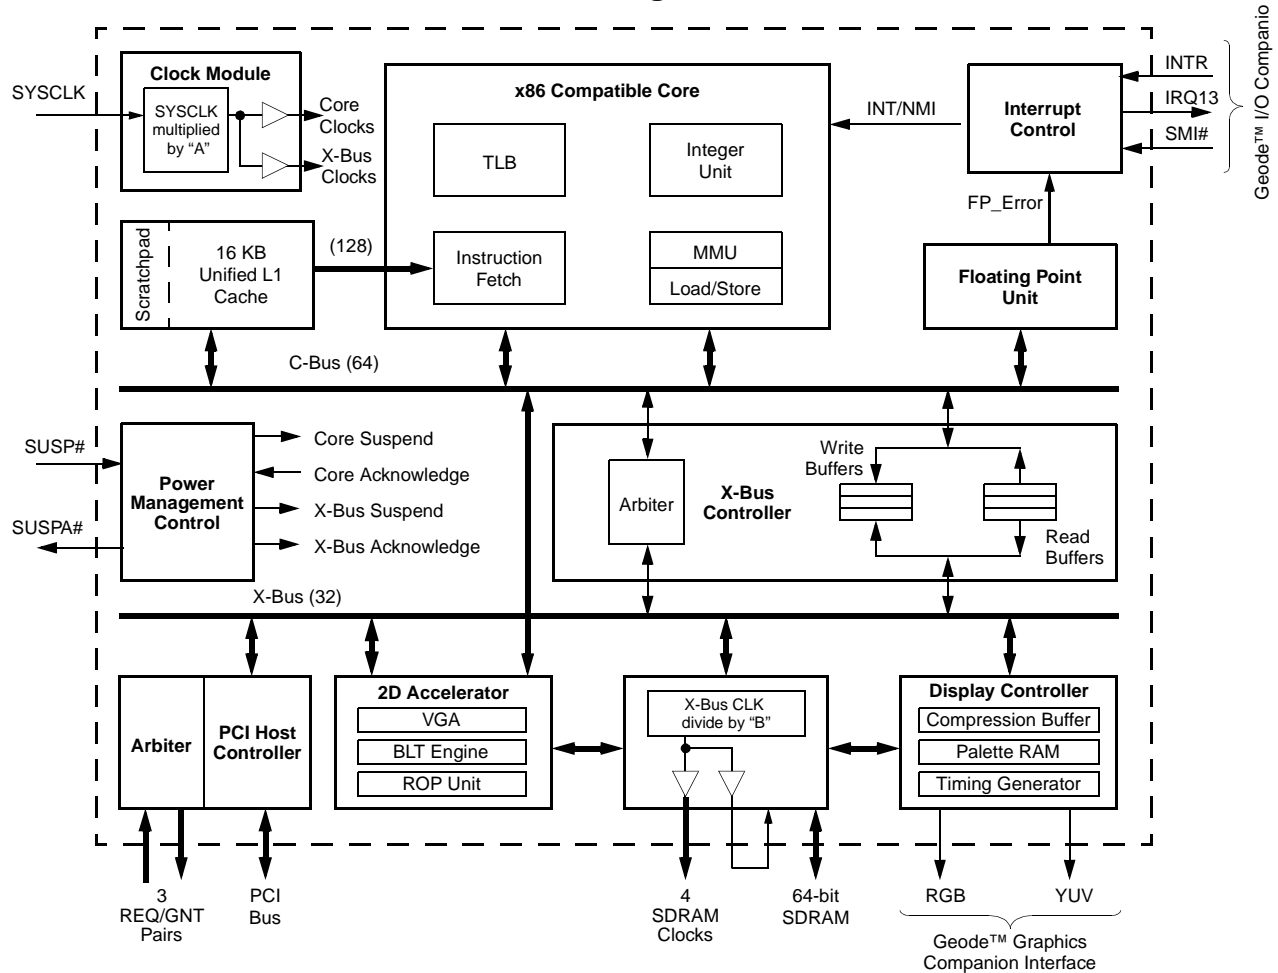 Clock Module
SYSCLK
SYSCLK
multiplied
by “A”
Core
Clocks
X-Bus
Clocks
x86 Compatible Core
TLB
Integer
Unit
Instruction
Fetch
MMU
Load/Store
INT/NMI
Interrupt
Control
INTR
IRQ13
SMI#
Geode™ I/O Companio
FP_Error
Floating Point
Unit
Scratchpad
16 KB
Unified L1
Cache
(128)
C-Bus (64)
SUSP#
SUSPA#
Power
Management
Control
Core Suspend
Core Acknowledge
X-Bus Suspend
X-Bus Acknowledge
Arbiter
X-Bus
Controller
Write
Buffers
Read
Buffers
X-Bus (32)
Arbiter
PCI Host
Controller
2D Accelerator
VGA
BLT Engine
ROP Unit
X-Bus CLK
divide by “B”
Display Controller
Compression Buffer
Palette RAM
Timing Generator
3
REQ/GNT
Pairs
PCI
Bus
4
SDRAM
Clocks
64-bit
SDRAM
RGB
YUV
Geode™ Graphics
Companion Interface